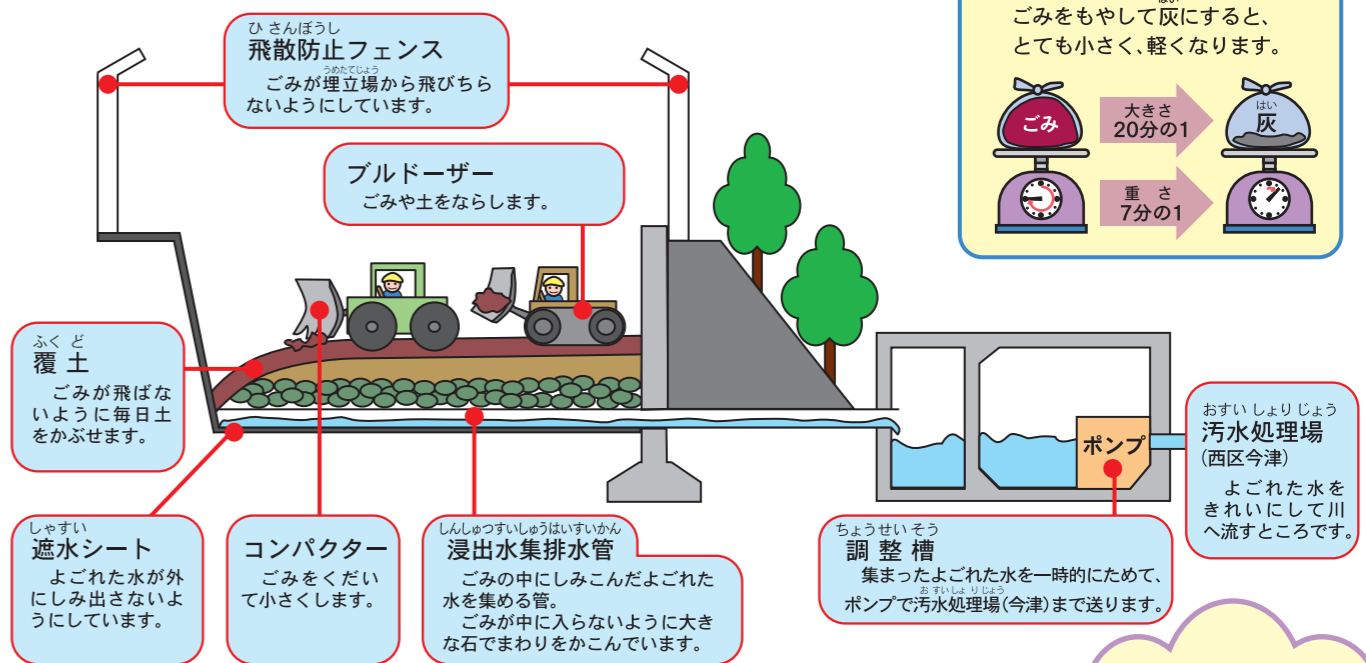 ひ さんぼうし
飛散防止フェンス
うめたてじょう
ごみが埋立場から飛びちら
ないようにしています。
はい
ごみをもやして灰にすると、
とても小さく、軽くなります。
ごみ
大きさ
20分の1
はい
灰
重 さ
7分の1
ブルドーザー
ごみや土をならします。
ふく ど
覆 土
ごみが飛ばな
いように毎日土
をかぶせます。
しゃすい
遮水シート
よごれた水が外
にしみ出さないよ
うにしています。
コンパクター
ごみをくだい
て小さくします。
しんしゅつすいしゅうはいすいかん
浸出水集排水管
ごみの中にしみこんだよごれた
水を集める管。
ごみが中に入らないように大き
な石でまわりをかこんでいます。
ポンプ
ちょうせい そう
調 整 槽
集まったよごれた水を一時的にためて、
お すいしょ り じょう
ポンプで汚水処理場(今津)まで送ります。
おすい しょり じょう
汚水処理場
(西区今津)
よごれた水を
きれいにして川
へ流すところです。